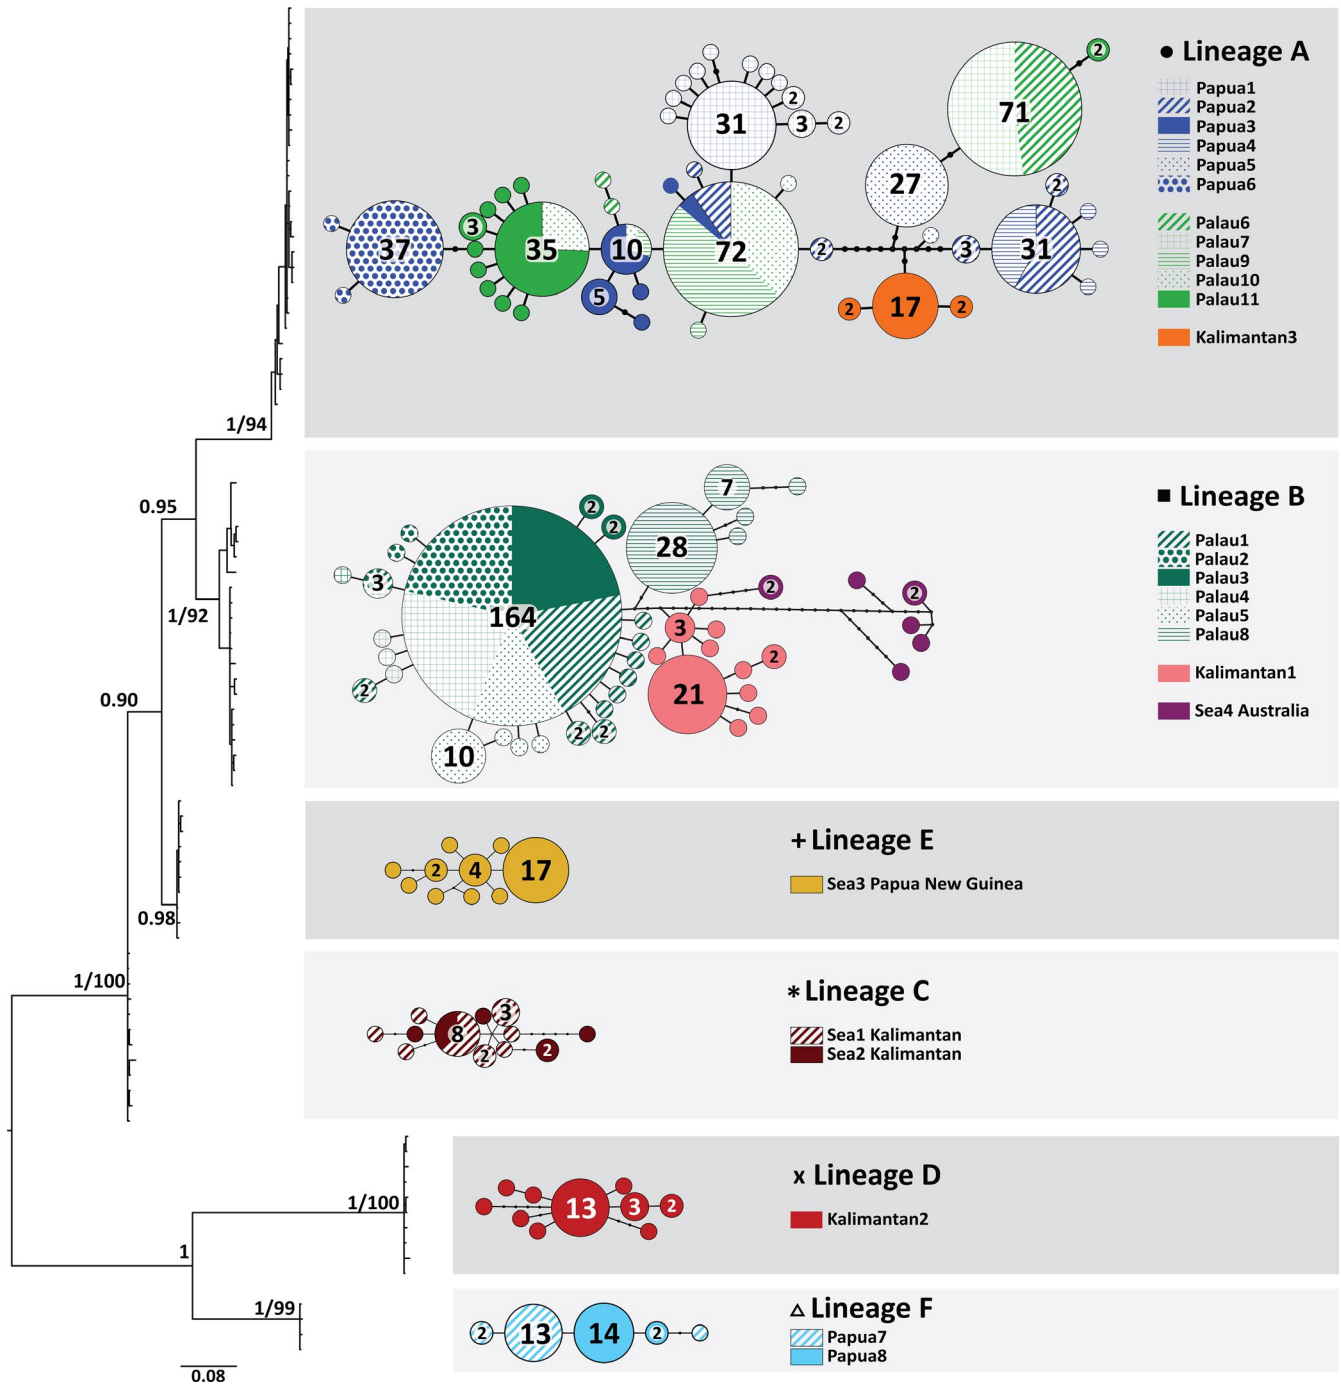 Lineage A
Papua1
Papua2
Papua3
Papua4
Papua5
Papua6
Palau6
Palau7
Palau9
Palau10
Palau11
Kalimantan3
2
71
31
2
3
2
27
2
37
3
35
10
72
2
3
31
5
2
17
2
1/94
Lineage B
Palau1
Palau2
Palau3
Palau4
Palau5
Palau8
Kalimantan1
Sea4 Australia
0.95
7
2
2
28
3
2
2
164
1/92
3
2
2
21
0.90
2
2
10
Lineage E
Sea3 Papua New Guinea
2
4
17
0.98
1/100
Lineage C
Sea1 Kalimantan
Sea2 Kalimantan
3
8
2
2
Lineage D
Kalimantan2
1/100
13
3
2
1
Lineage F
Papua7
Papua8
1/99
2
13
14
2
0.08